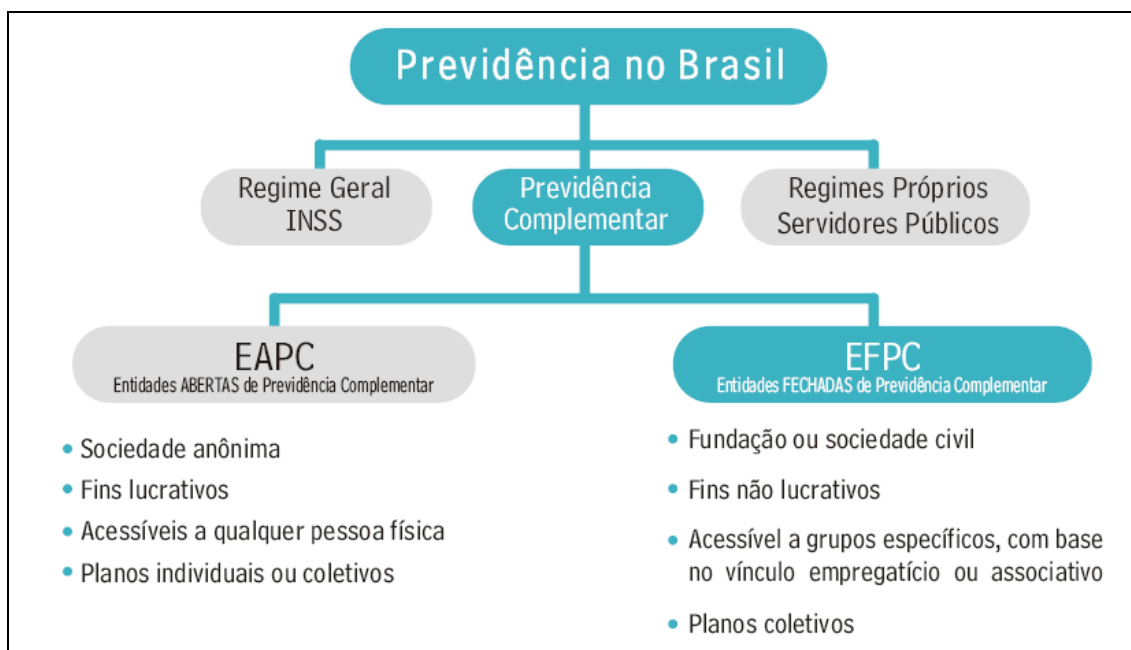 Previdência no Brasil
Regime Geral
INSS
Previdência
Complementar
Regimes Próprios
Servidores Públicos
EAPC
Entidades ABERTAS de Previdência Complementar
EFPC
Entidades FECHADAS de Previdência Complementar
• Sociedade anônima
• Fins lucrativos
• Acessíveis a qualquer pessoa física
• Planos individuais ou coletivos
• Fundação ou sociedade civil
• Fins não lucrativos
• Acessível a grupos específicos, com base
no vínculo empregatício ou associativo
• Planos coletivos